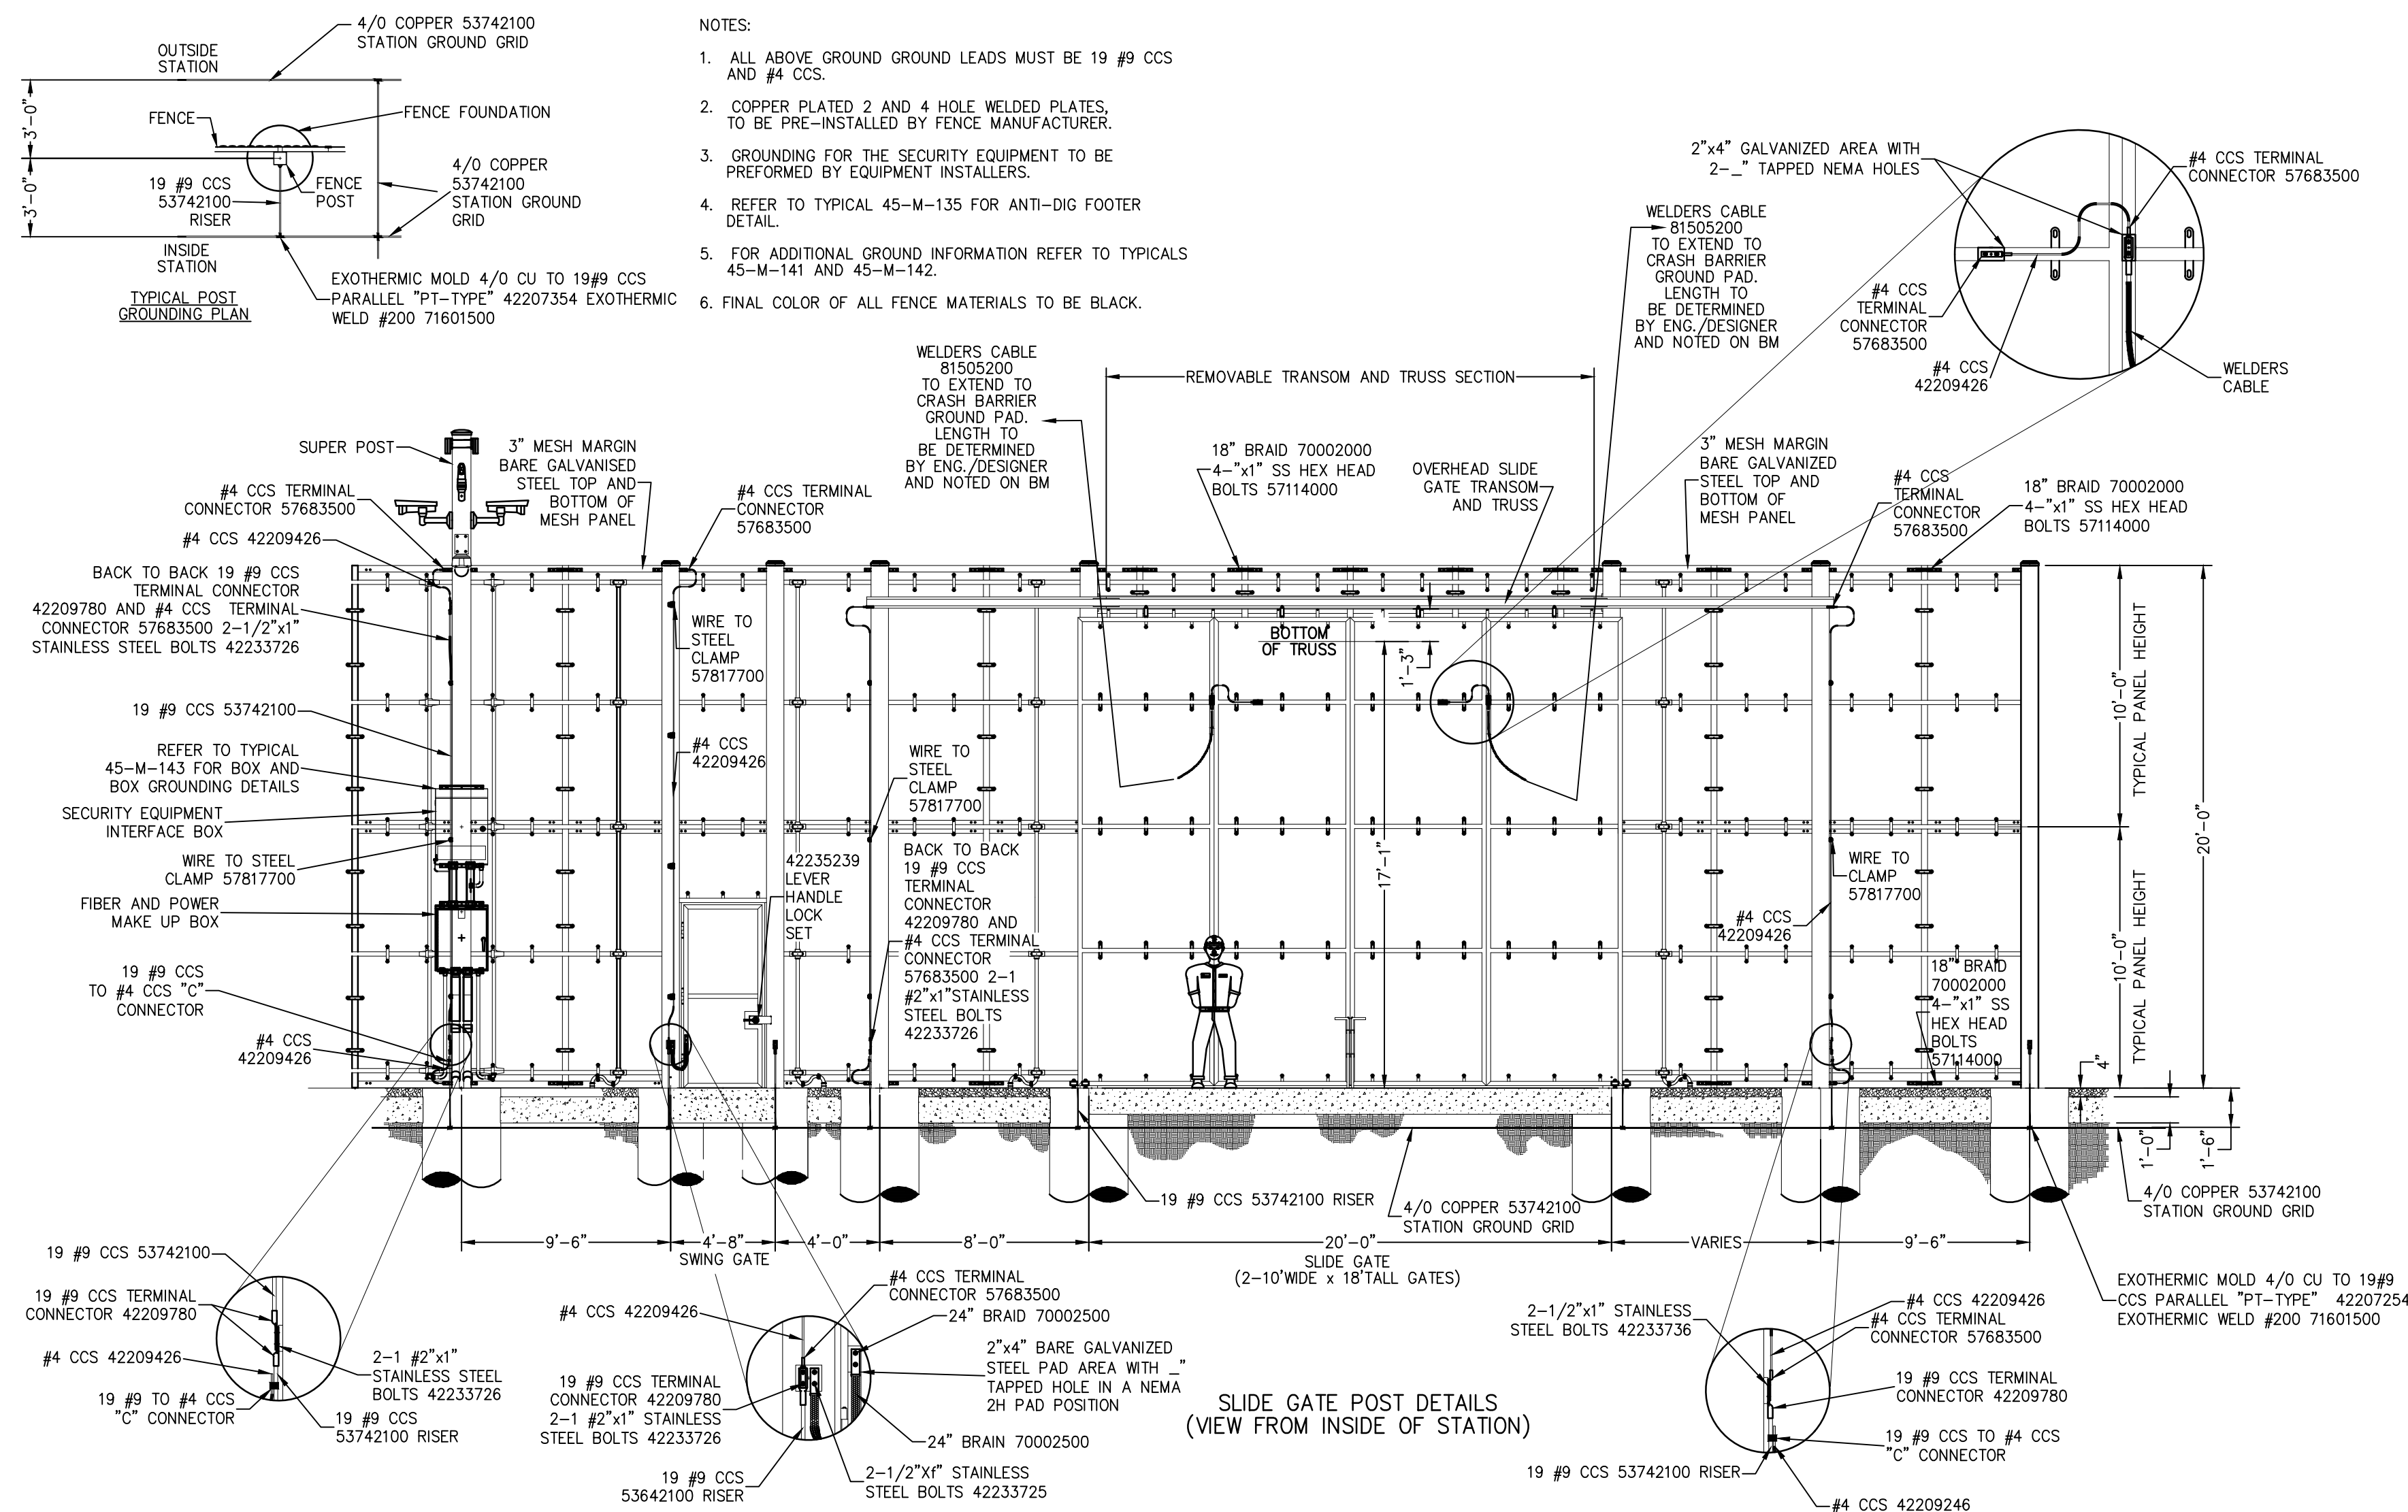 4/0 COPPER 53742100
STATION GROUND GRID
OUTSIDE
STATION
3'-0"
FENCE
FENCE FOUNDATION
3'-0"
19 #9 CCS
53742100
RISER
FENCE
POST
4/0 COPPER
53742100
STATION GROUND
GRID
INSIDE
STATION
TYPICAL POST
GROUNDING PLAN
EXOTHERMIC MOLD 4/0 CU TO 19#9 CCS
PARALLEL "PT-TYPE" 42207354 EXOTHERMIC
WELD #200 71601500
NOTES:
1. ALL ABOVE GROUND GROUND LEADS MUST BE 19 #9 CCS
AND #4 CCS.
2. COPPER PLATED 2 AND 4 HOLE WELDED PLATES,
TO BE PRE-INSTALLED BY FENCE MANUFACTURER.
3. GROUNDING FOR THE SECURITY EQUIPMENT TO BE
PREFORMED BY EQUIPMENT INSTALLERS.
4. REFER TO TYPICAL 45-M-135 FOR ANTI-DIG FOOTER
DETAIL.
5. FOR ADDITIONAL GROUND INFORMATION REFER TO TYPICALS
45-M-141 AND 45-M-142.
6. FINAL COLOR OF ALL FENCE MATERIALS TO BE BLACK.
2"x4" GALVANIZED AREA WITH
2-_" TAPPED NEMA HOLES
#4 CCS TERMINAL
CONNECTOR 57683500
#4 CCS
TERMINAL
CONNECTOR
57683500
#4 CCS
42209426
WELDERS
CABLE
WELDERS CABLE
81505200
TO EXTEND TO
CRASH BARRIER
GROUND PAD.
LENGTH TO
BE DETERMINED
BY ENG./DESIGNER
AND NOTED ON BM
WELDERS CABLE
81505200
TO EXTEND TO
CRASH BARRIER
GROUND PAD.
LENGTH TO
BE DETERMINED
BY ENG./DESIGNER
AND NOTED ON BM
REMOVABLE TRANSOM AND TRUSS SECTION
SUPER POST
3" MESH MARGIN
BARE GALVANISED
STEEL TOP AND
BOTTOM OF
MESH PANEL
#4 CCS TERMINAL
CONNECTOR 57683500
#4 CCS TERMINAL
CONNECTOR
57683500
18" BRAID 70002000
4-"x1" SS HEX HEAD
BOLTS 57114000
OVERHEAD SLIDE
GATE TRANSOM
AND TRUSS
3" MESH MARGIN
BARE GALVANIZED
STEEL TOP AND
BOTTOM OF
MESH PANEL
#4 CCS
TERMINAL
CONNECTOR
57683500
18" BRAID 70002000
4-"x1" SS HEX HEAD
BOLTS 57114000
#4 CCS 42209426
BACK TO BACK 19 #9 CCS
TERMINAL CONNECTOR
42209780 AND #4 CCS TERMINAL
CONNECTOR 57683500 2-1/2"x1"
STAINLESS STEEL BOLTS 42233726
19 #9 CCS 53742100
REFER TO TYPICAL
45-M-143 FOR BOX AND
BOX GROUNDING DETAILS
SECURITY EQUIPMENT
INTERFACE BOX
WIRE TO STEEL
CLAMP 57817700
FIBER AND POWER
MAKE UP BOX
19 #9 CCS
TO #4 CCS "C"
CONNECTOR
#4 CCS
42209426
WIRE TO
STEEL
CLAMP
57817700
#4 CCS
42209426
42235239
LEVER
HANDLE
LOCK
SET
WIRE TO
STEEL
CLAMP
57817700
BACK TO BACK
19 #9 CCS
TERMINAL
CONNECTOR
42209780 AND
#4 CCS TERMINAL
CONNECTOR
57683500 2-1
#2"x1"STAINLESS
STEEL BOLTS
42233726
BOTTOM
OF TRUSS
1'-3"
17'-1"
WIRE TO
CLAMP
57817700
#4 CCS
42209426
18" BRAID
70002000
4-"x1" SS
HEX HEAD
BOLTS
57114000
10'-0"
TYPICAL PANEL HEIGHT
10'-0"
TYPICAL PANEL HEIGHT
20'-0"
4"
1'-0"
1'-6"
19 #9 CCS 53742100 RISER
4/0 COPPER 53742100
STATION GROUND GRID
4/0 COPPER 53742100
STATION GROUND GRID
9'-6"
4'-8"
SWING GATE
4'-0"
8'-0"
20'-0"
SLIDE GATE
(2-10'WIDE x 18'TALL GATES)
VARIES
9'-6"
EXOTHERMIC MOLD 4/0 CU TO 19#9
CCS PARALLEL "PT-TYPE" 42207254
EXOTHERMIC WELD #200 71601500
19 #9 CCS 53742100
19 #9 CCS TERMINAL
CONNECTOR 42209780
#4 CCS 42209426
19 #9 TO #4 CCS
"C" CONNECTOR
2-1 #2"x1"
STAINLESS STEEL
BOLTS 42233726
19 #9 CCS
53742100 RISER
#4 CCS 42209426
19 #9 CCS TERMINAL
CONNECTOR 42209780
2-1 #2"x1" STAINLESS
STEEL BOLTS 42233726
19 #9 CCS
53642100 RISER
#4 CCS TERMINAL
CONNECTOR 57683500
24" BRAID 70002500
2"x4" BARE GALVANIZED
STEEL PAD AREA WITH _"
TAPPED HOLE IN A NEMA
2H PAD POSITION
24" BRAIN 70002500
2-1/2"Xf" STAINLESS
STEEL BOLTS 42233725
SLIDE GATE POST DETAILS
(VIEW FROM INSIDE OF STATION)
2-1/2"x1" STAINLESS
STEEL BOLTS 42233736
#4 CCS 42209426
#4 CCS TERMINAL
CONNECTOR 57683500
19 #9 CCS TERMINAL
CONNECTOR 42209780
19 #9 CCS TO #4 CCS
"C" CONNECTOR
19 #9 CCS 53742100 RISER
#4 CCS 42209246